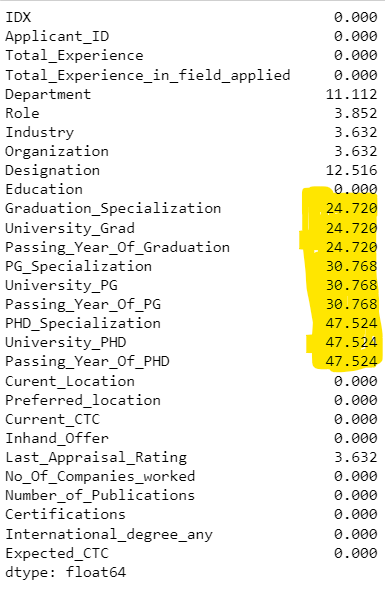 IDX 0.000
Applicant_ID 0.000
Total_Experience 0.000
Total_Experience_in_field_applied 0.000
Department 11.112
Role 3.852
Industry 3.632
Organization 3.632
Designation 12.516
Education 0.000
Graduation_Specialization 24.720
University_Grad 24.720
Passing_Year_Of_Graduation 24.720
PG_Specialization 30.768
University_PG 30.768
Passing_Year_Of_PG 30.768
PHD_Specialization 47.524
University_PHD 47.524
Passing_Year_Of_PHD 47.524
Curent_Location 0.000
Preferred_location 0.000
Current_CTC 0.000
Inhand_Offer 0.000
Last_Appraisal_Rating 3.632
No_Of_Companies_worked 0.000
Number_of_Publications 0.000
Certifications 0.000
International_degree_any 0.000
Expected_CTC 0.000
dtype: float64